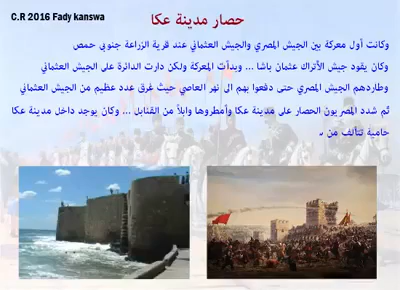 C.R 2016 Fady kanswa
حصار مدينة عكا
وكانت أول معركة بين الجيش المصري والجيش العثماني عند قرية الزراعة جنوبى حمص
وكان يقود جيش الأتراك عثمان باشا ... وبدأت المعركة ولكن دارت الدائرة على الجيش العثماني
وطاردهم الجيش المصري حتى دفعوا بهم الى نهر العاصي حيث غرق عدد عظيم من الجيش العثماني
ثم شدد المصريون الحصار على مدينة عكا وأمطروها وابلاً من القنابل ... وكان يوجد داخل مدينة عكا
حامية تتألف من